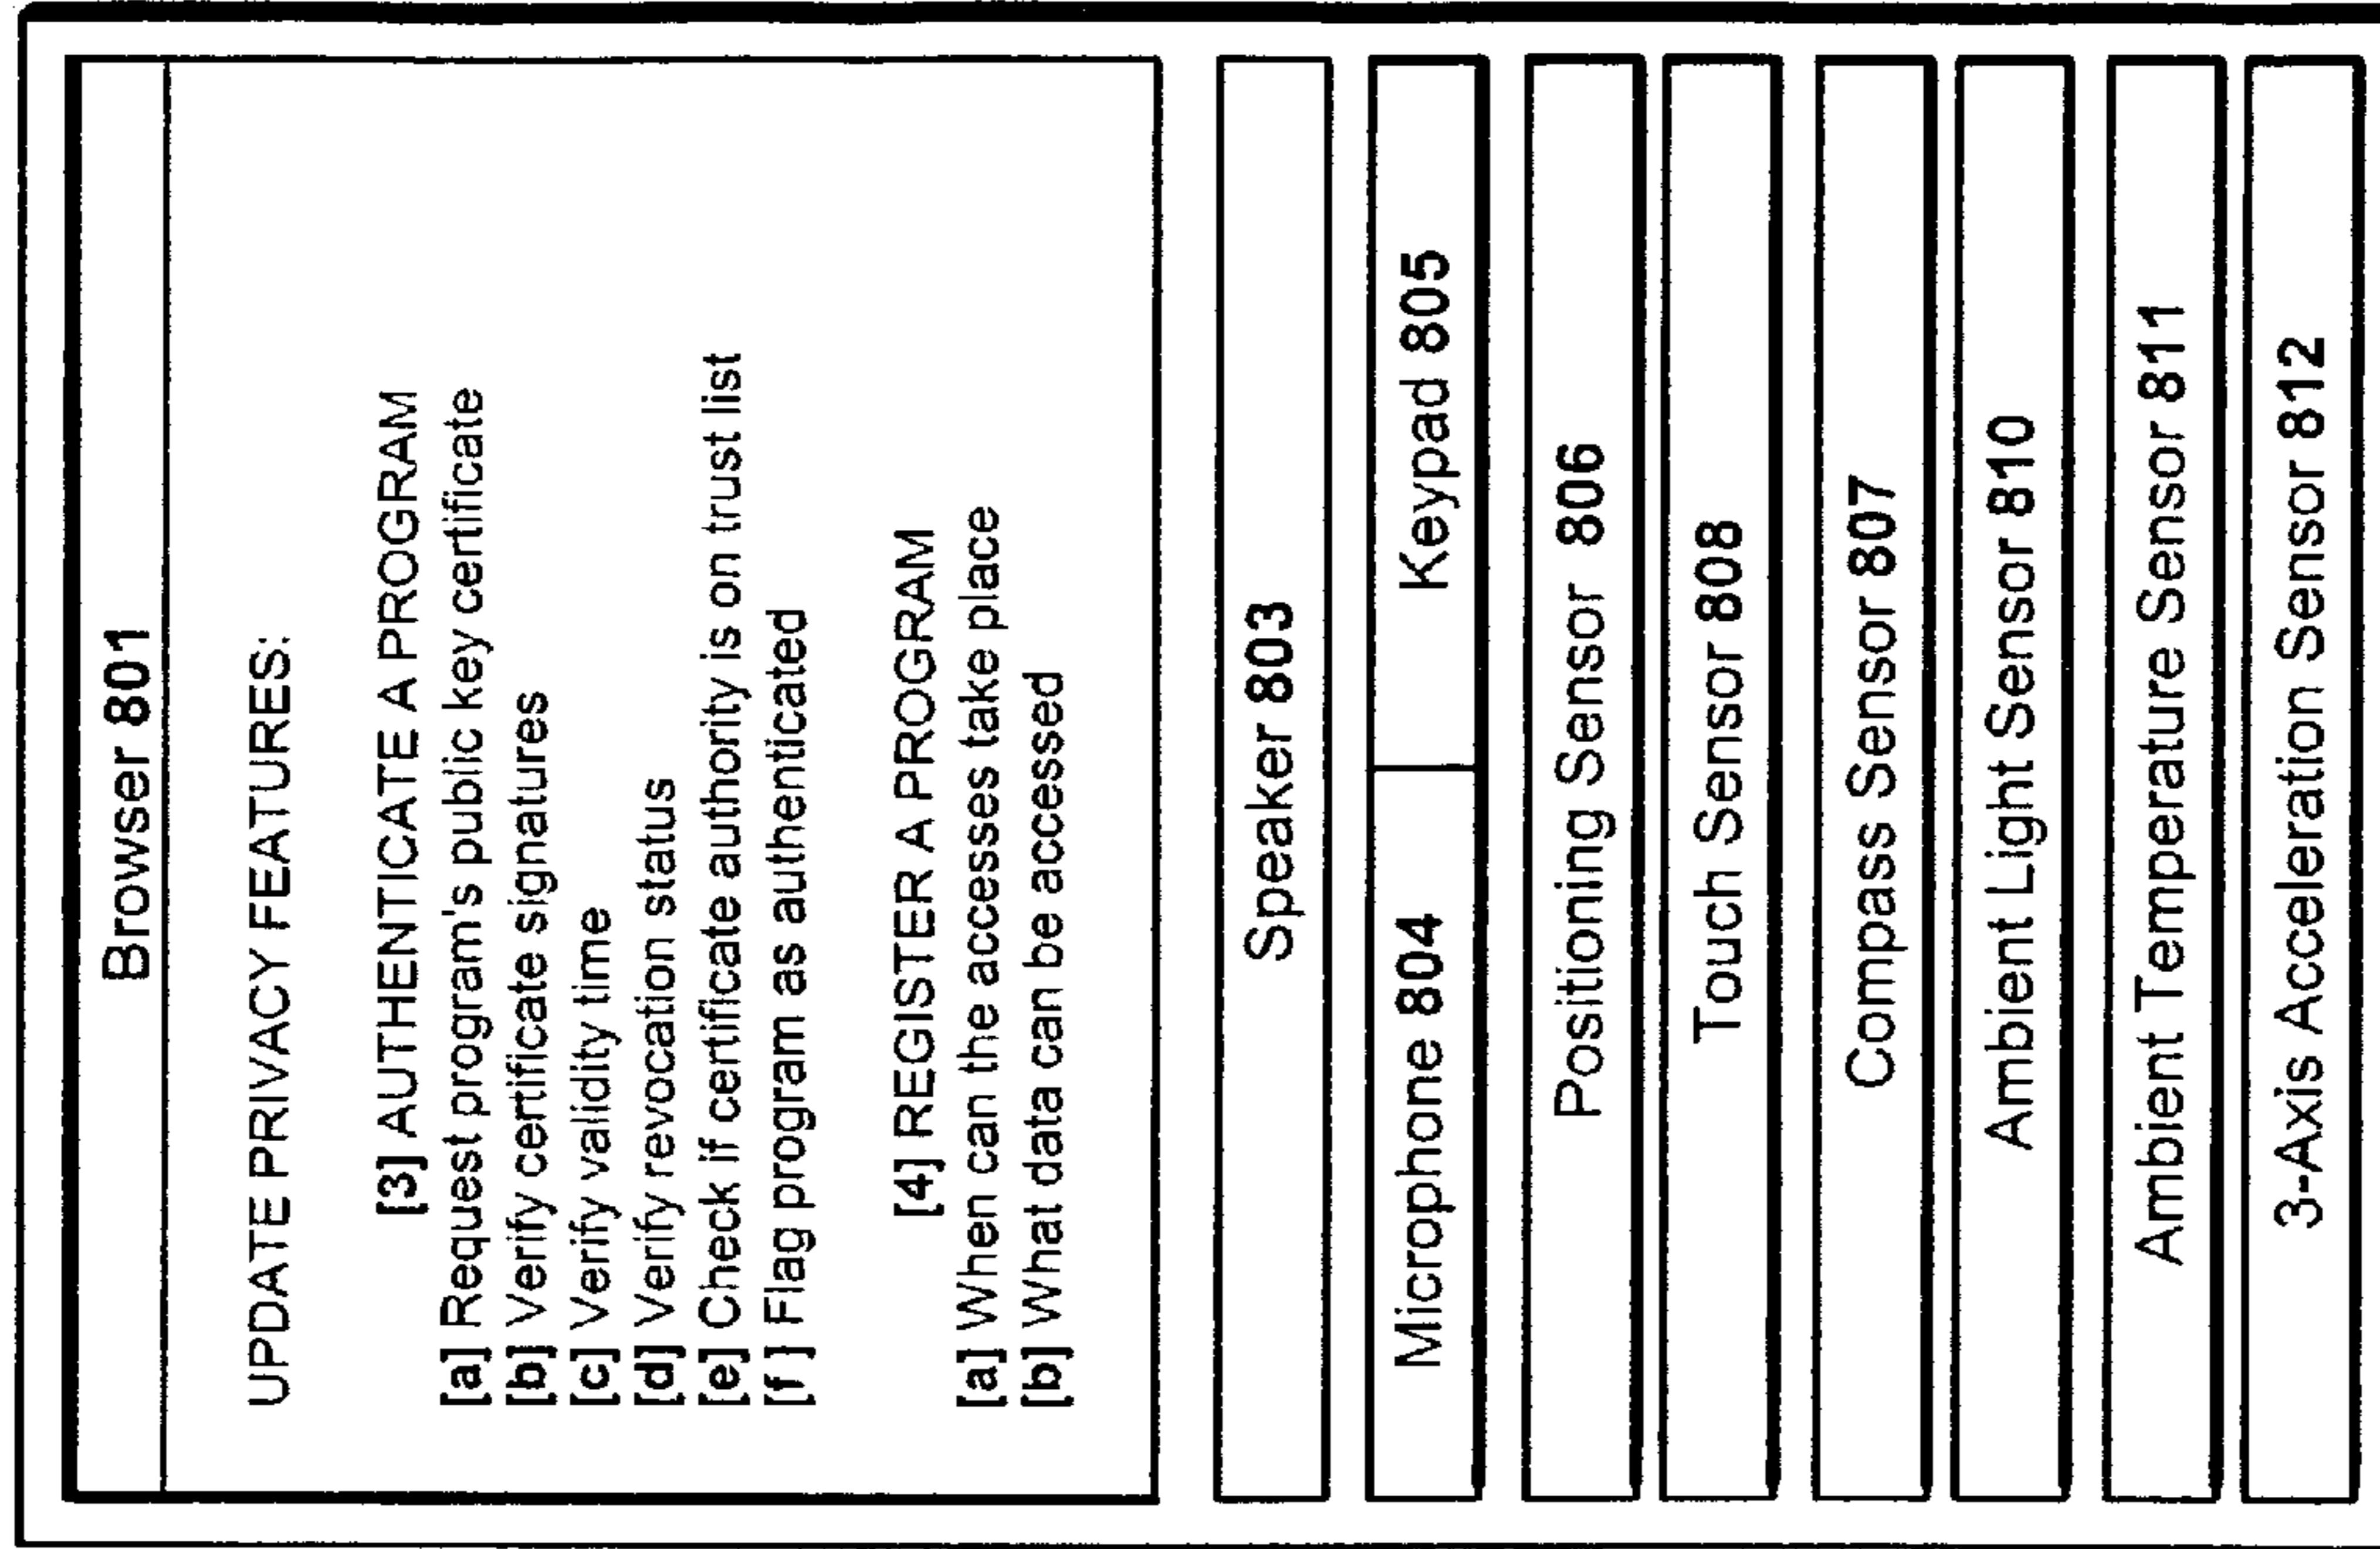 Browser 801
UPDATE PRIVACY FEATURES:
[3] AUTHENTICATE A PROGRAM
[a] Request program's public key certificate
[b] Verify certificate signatures
[c] Verify validity time
[d] Verify revocation status
[e] Check if certificate authority is on trust list
[f ] Flag program as authenticated
[4] REGISTER A PROGRAM
[a] When can the accesses take place
[b] What data can be accessed
Speaker 803
Microphone 804 Keypad 805
Positioning Sensor 806
Touch Sensor 808
Compass Sensor 807
Ambient Light Sensor 810
Ambient Temperature Sensor 811
3-Axis Acceleration Sensor 812